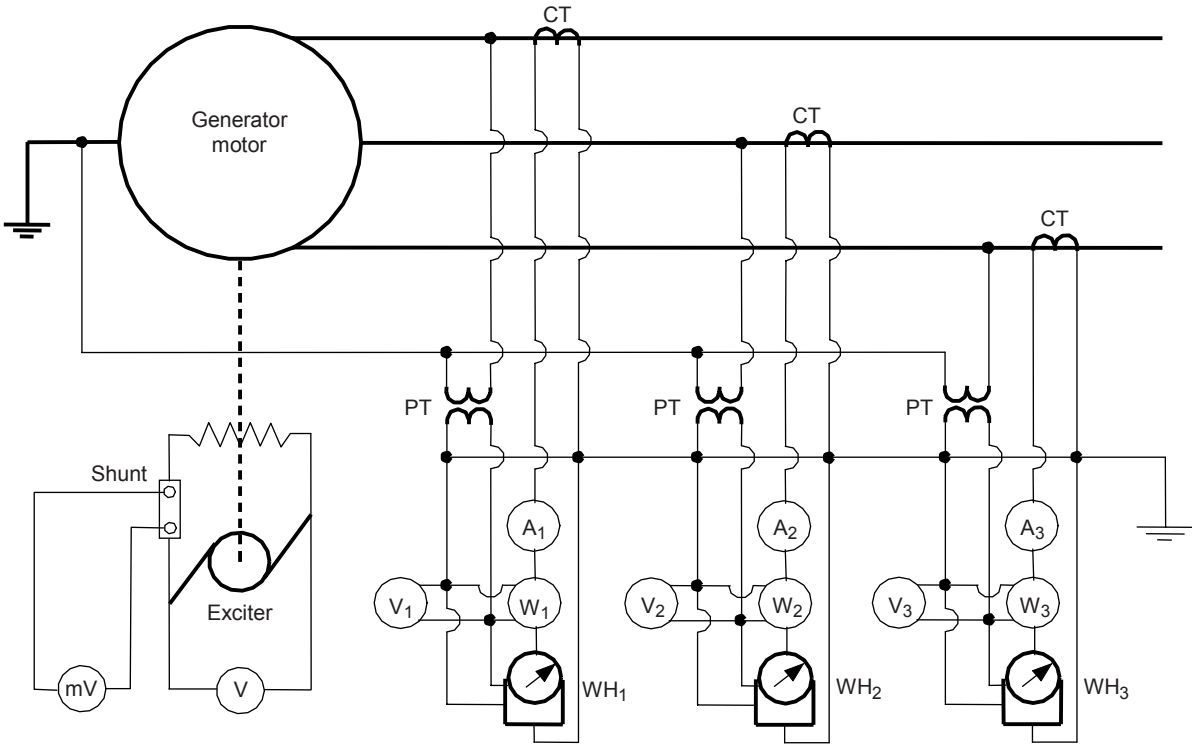 CT
Generator
motor
CT
CT
PT
PT
PT
Shunt
A1
A2
A3
V1
W1
V2
W2
V3
W3
Exciter
mV
V
WH1
WH2
WH3